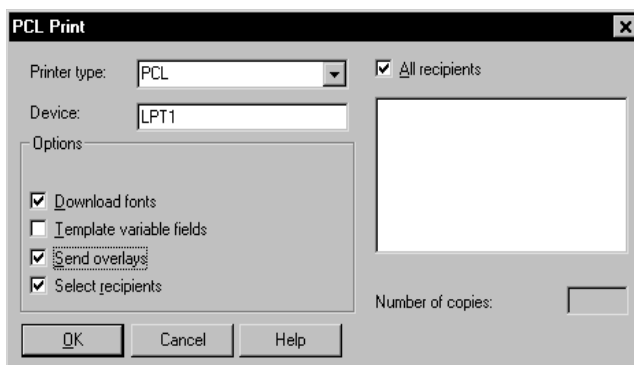 PCL Print
Printer type: PCL
All recipients
Device: LPT1
Options
Download fonts
Template variable fields
Send overlays
Select recipients
Number of copies:
OK Cancel Help